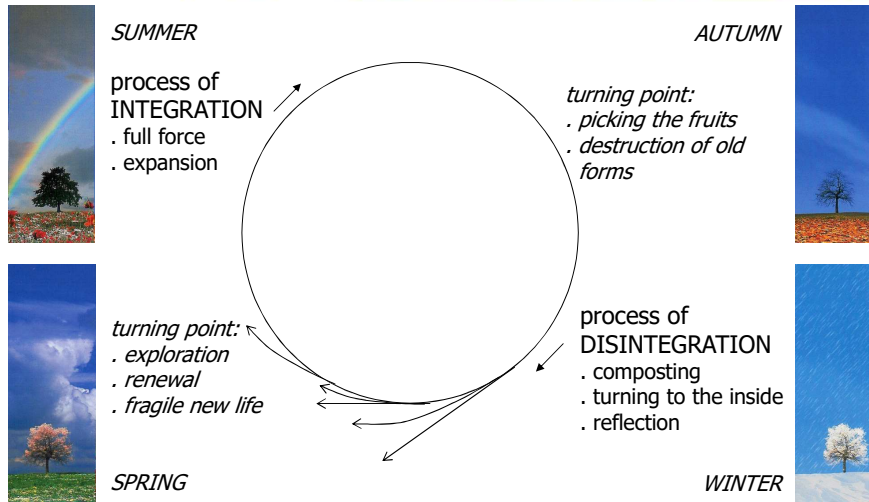 SUMMER
process of
INTEGRATION
. full force
. expansion
AUTUMN
turning point:
. picking the fruits
. destruction of old
forms
turning point:
. exploration
. renewal
. fragile new life
SPRING
process of
DISINTEGRATION
. composting
. turning to the inside
. reflection
WINTER